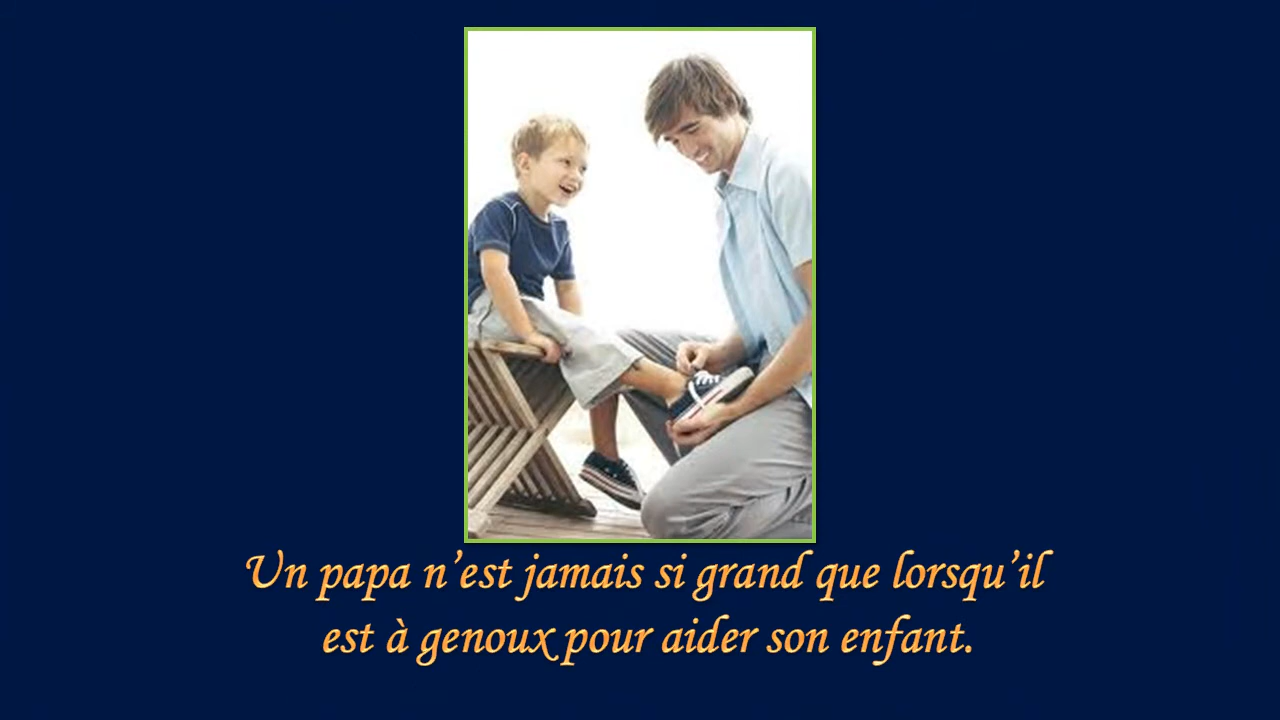 Un papa n’est jamais si grand que lorsqu’il
est à genoux pour aider son enfant.